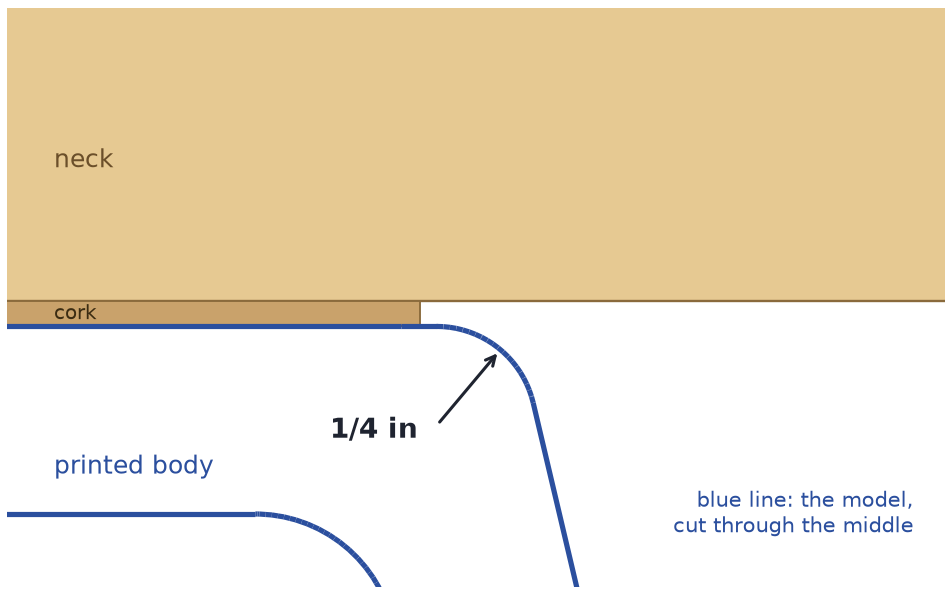 neck
cork
1/4 in
printed body
blue line: the model,
cut through the middle